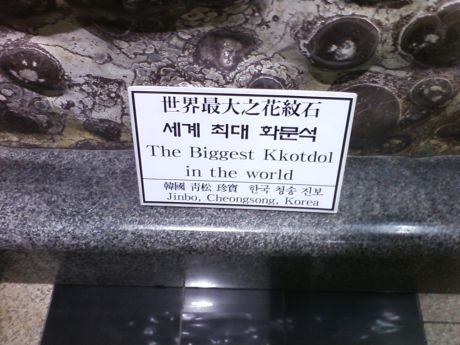 世界最大之花紋石
세계 최대 화문석
The Biggest Kkotdol
in the world
韓國 靑松 珍寶 한국 청송 진보
Jinbo, Cheongsong, Korea